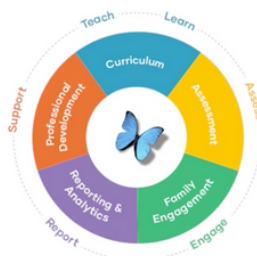 Teach
Learn
Support
Curriculum
Professional
Development
Assessment
Reporting &
Analytics
Family
Engagement
Report
Engage